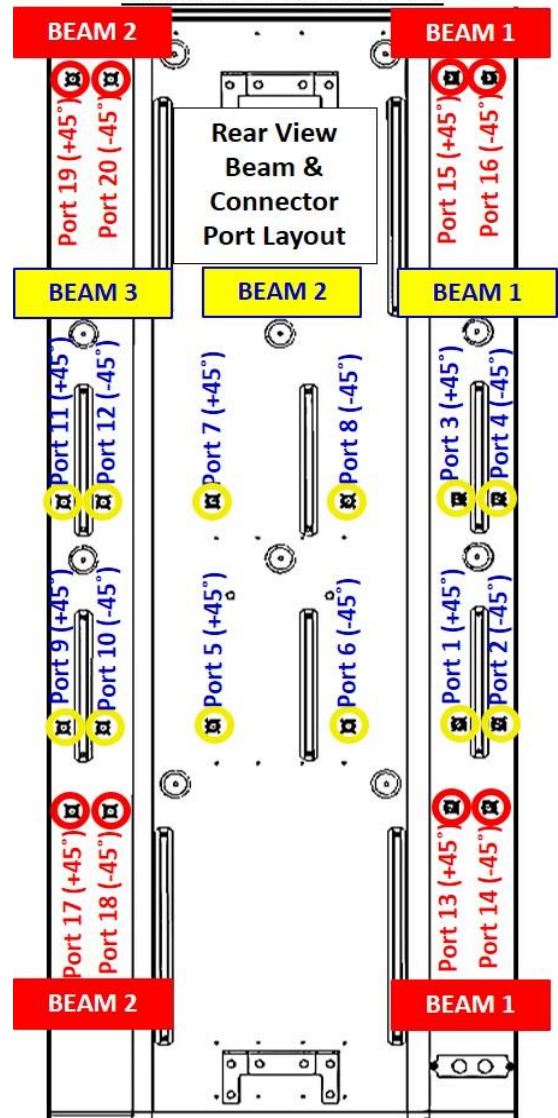 BEAM 2
BEAM 1
Port 19 (+45°)
Port 20 (-45°)
Rear View
Beam &
Connector
Port Layout
Port 15 (+45°)
Port 16 (-45°)
BEAM 3
BEAM 2
BEAM 1
Port 11 (+45°)
Port 12 (-45°)
Port 7 (+45°)
Port 8 (-45°)
Port 3 (+45°)
Port 4 (-45°)
Port 9 (+45°)
Port 10 (-45°)
Port 5 (+45°)
Port 6 (-45°)
Port 1 (+45°)
Port 2 (-45°)
Port 17 (+45°)
Port 18 (-45°)
Port 13 (+45°)
Port 14 (-45°)
BEAM 2
BEAM 1